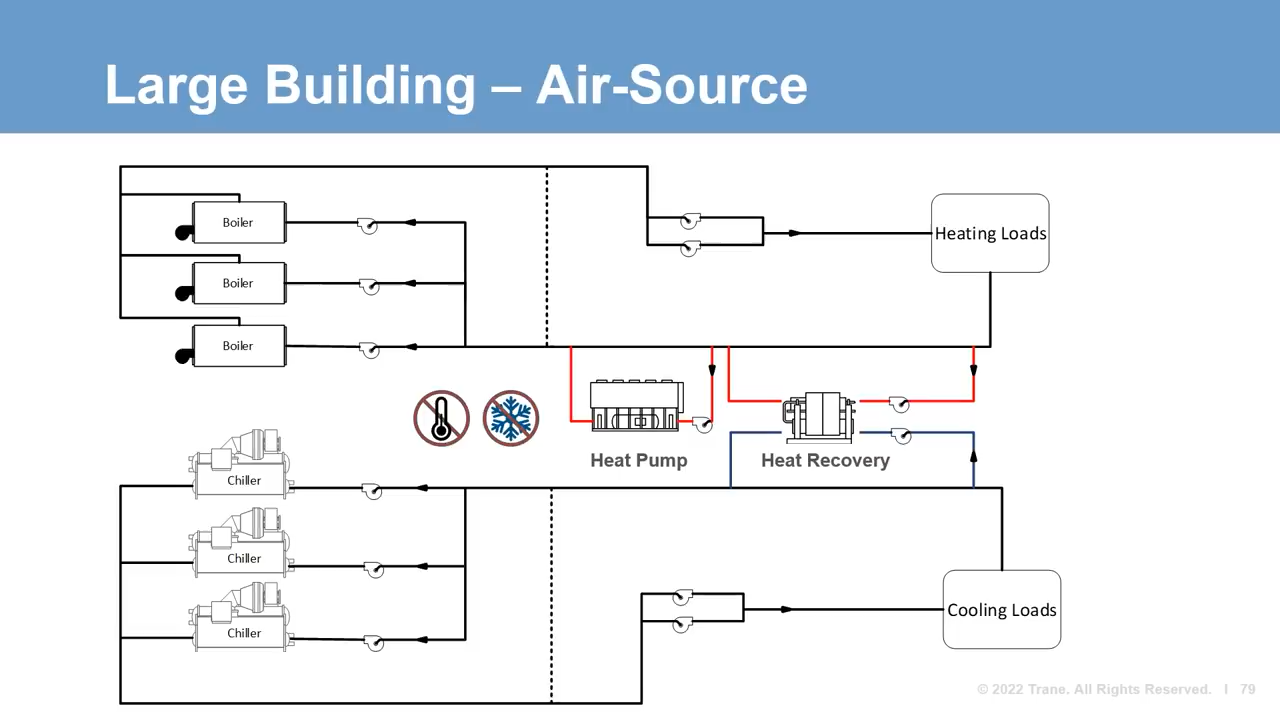 Large Building – Air-Source
Boiler
Boiler
Boiler
Heating Loads
Heat Pump
Heat Recovery
Chiller
Chiller
Chiller
Cooling Loads
© 2022 Trane. All Rights Reserved. I 79